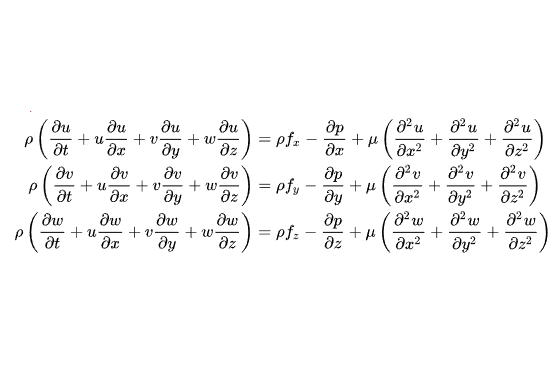 ρ(∂u/∂t + u ∂u/∂x + v ∂u/∂y + w ∂u/∂z) = ρf_x − ∂p/∂x + μ(∂²u/∂x² + ∂²u/∂y² + ∂²u/∂z²)
ρ(∂v/∂t + u ∂v/∂x + v ∂v/∂y + w ∂v/∂z) = ρf_y − ∂p/∂y + μ(∂²v/∂x² + ∂²v/∂y² + ∂²v/∂z²)
ρ(∂w/∂t + u ∂w/∂x + v ∂w/∂y + w ∂w/∂z) = ρf_z − ∂p/∂z + μ(∂²w/∂x² + ∂²w/∂y² + ∂²w/∂z²)